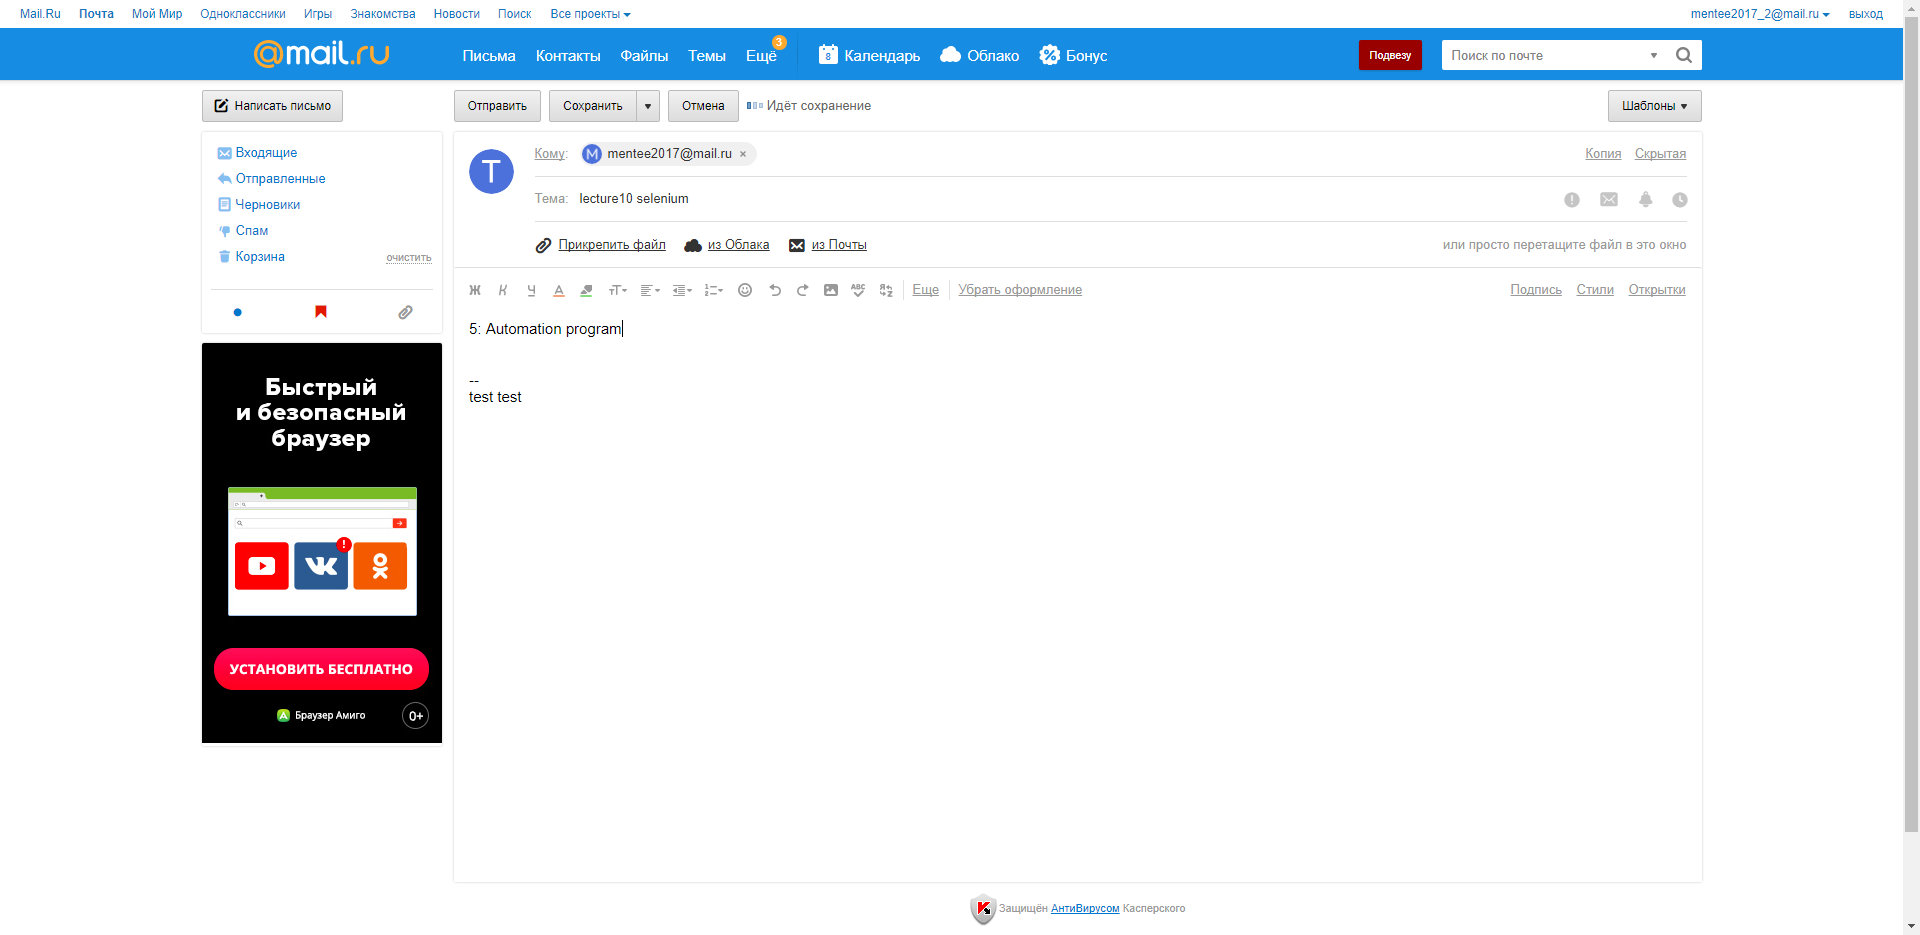 Mail.Ru Почта Мой Мир Одноклассники Игры Знакомства Новости Поиск Все проекты mentee2017_2@mail.ru выход
@mail.ru Письма Контакты Файлы Темы Ещё 3 8 Календарь Облако Бонус Подвезу Поиск по почте
Написать письмо Отправить Сохранить Отмена Идёт сохранение Шаблоны
Входящие
Отправленные
Черновики
Спам
Корзина очистить
T
Кому: M mentee2017@mail.ru × Копия Скрытая
Тема: lecture10 selenium
Прикрепить файл из Облака из Почты или просто перетащите файл в это окно
Ж К Ч A тТ ABC Еще Убрать оформление Подпись Стили Открытки
5: Automation program
--
test test
Быстрый
и безопасный
браузер
УСТАНОВИТЬ БЕСПЛАТНО
Браузер Амиго 0+
Защищён АнтиВирусом Касперского